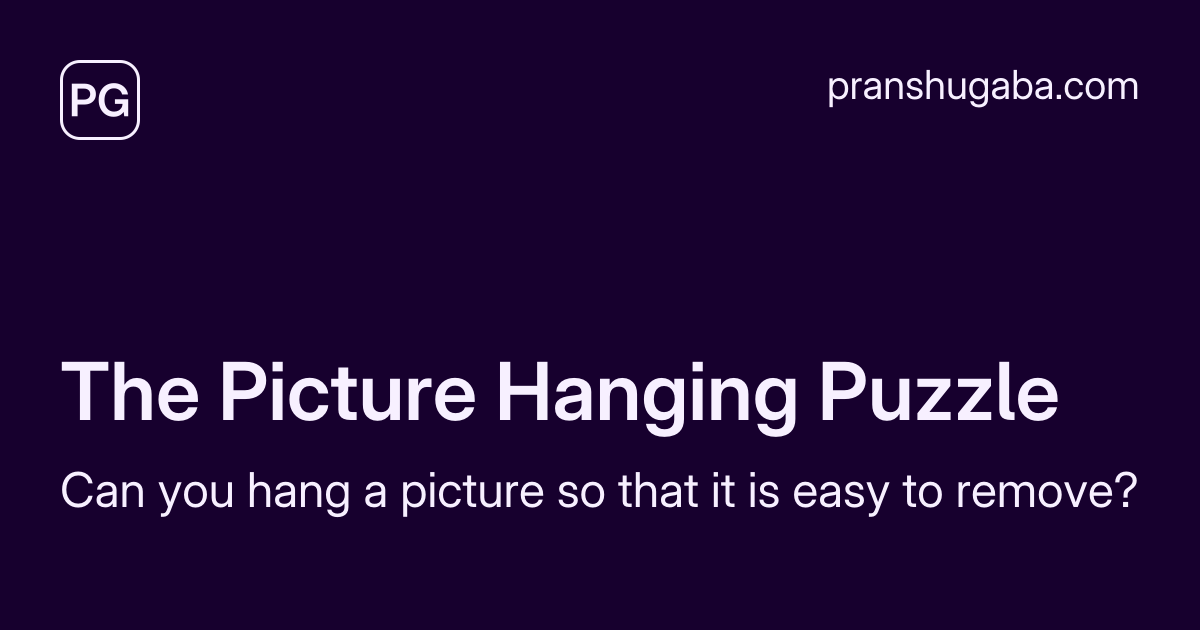 PG
pranshugaba.com
The Picture Hanging Puzzle
Can you hang a picture so that it is easy to remove?